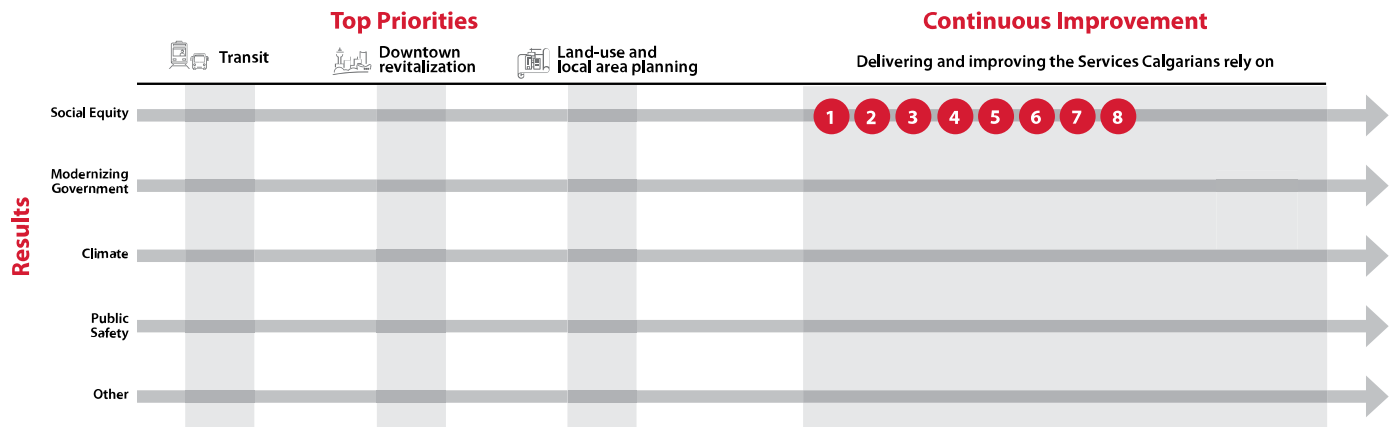 Top Priorities
Continuous Improvement
Transit
Downtown
revitalization
Land-use and
local area planning
Delivering and improving the Services Calgarians rely on
Results
Social Equity
1 2 3 4 5 6 7 8
Modernizing
Government
Climate
Public
Safety
Other